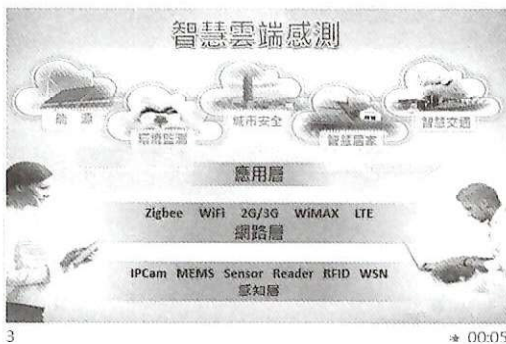 智慧雲端感測
能 源
環境監測
城市安全
智慧居家
智慧交通
應用層
Zigbee WiFi 2G/3G WiMAX LTE
網路層
IPCam MEMS Sensor Reader RFID WSN
感知層
3
00:05